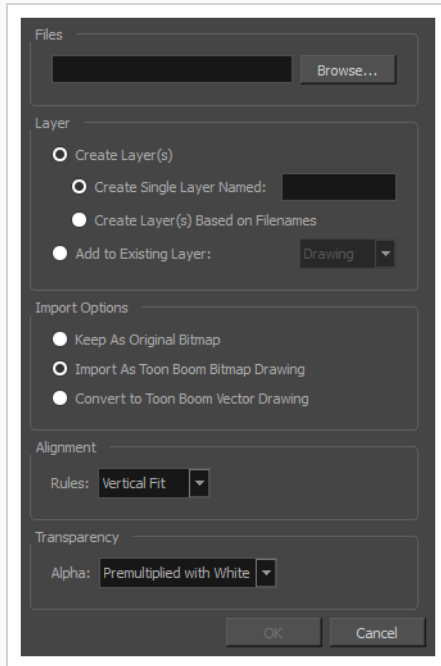 Files
Browse...
Layer
Create Layer(s)
Create Single Layer Named:
Create Layer(s) Based on Filenames
Add to Existing Layer: Drawing
Import Options
Keep As Original Bitmap
Import As Toon Boom Bitmap Drawing
Convert to Toon Boom Vector Drawing
Alignment
Rules: Vertical Fit
Transparency
Alpha: Premultiplied with White
OK Cancel